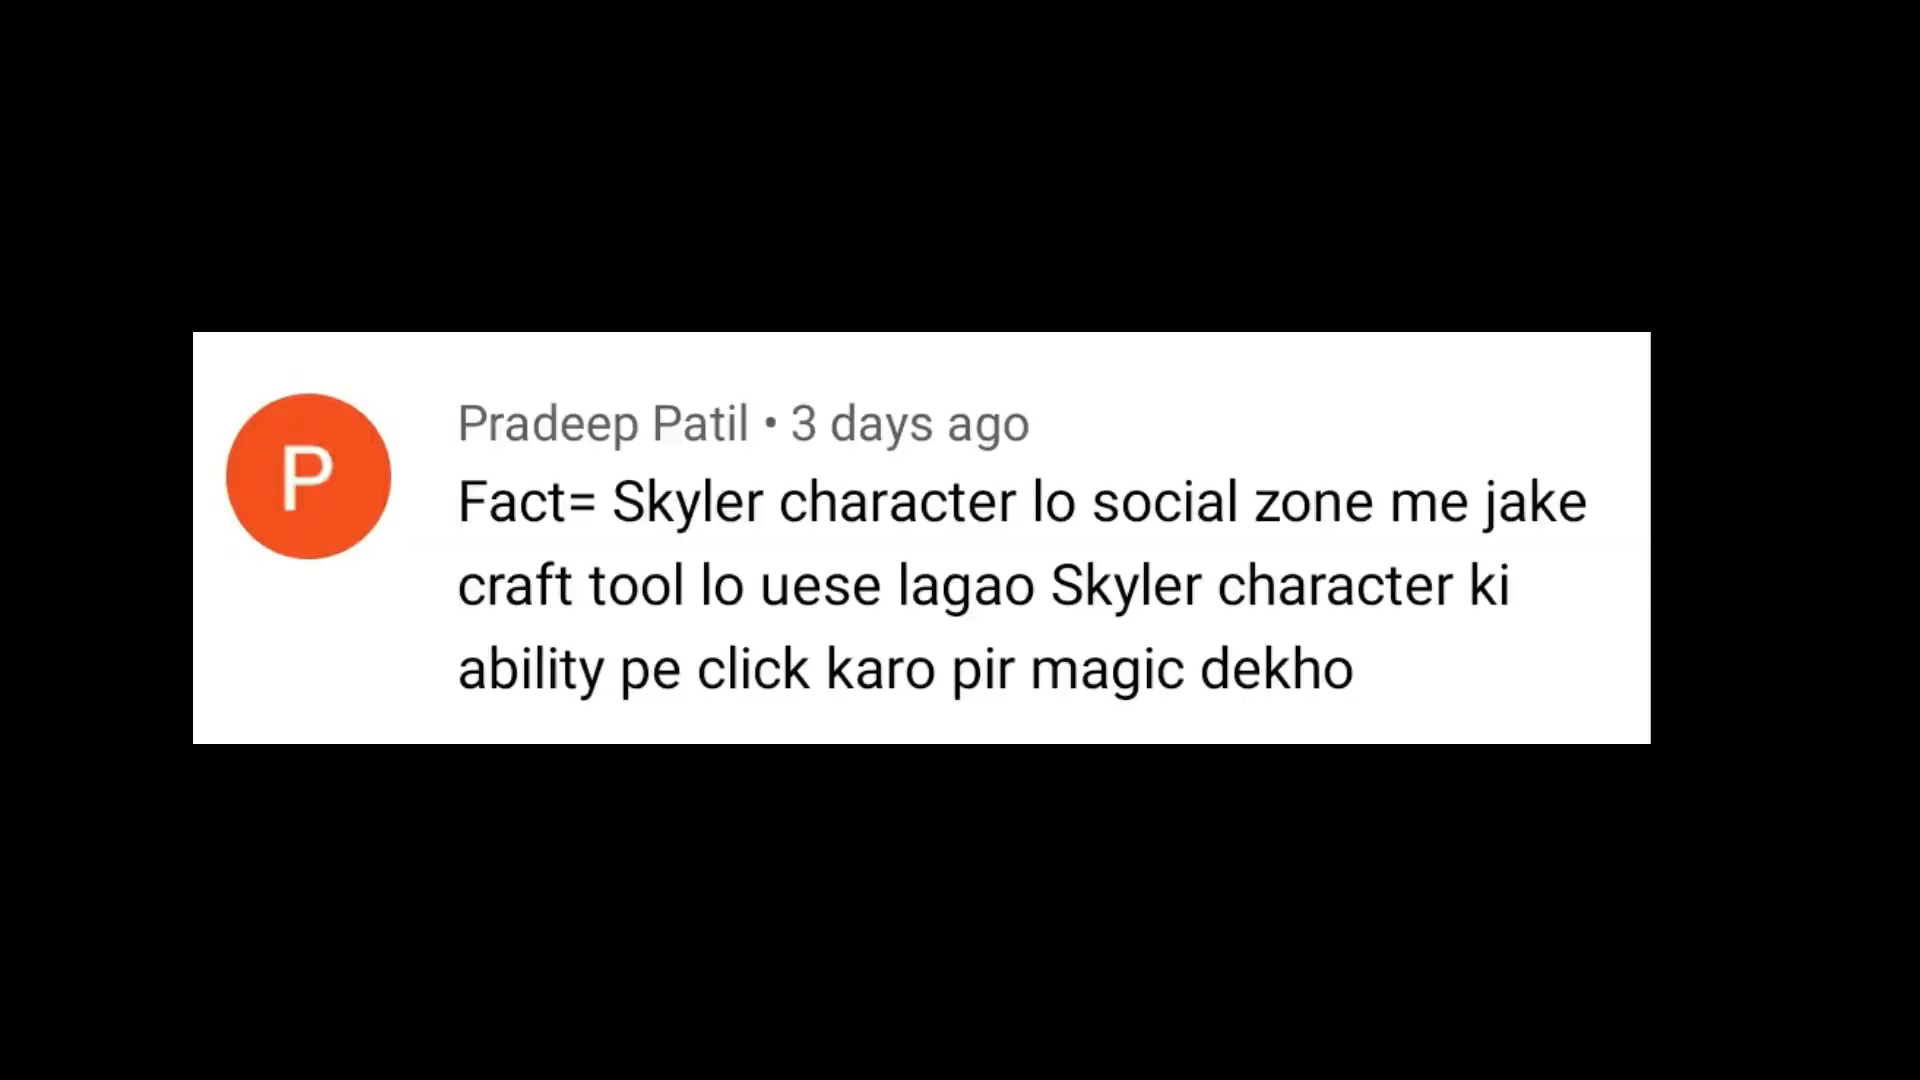 P
Pradeep Patil • 3 days ago
Fact= Skyler character lo social zone me jake
craft tool lo uese lagao Skyler character ki
ability pe click karo pir magic dekho